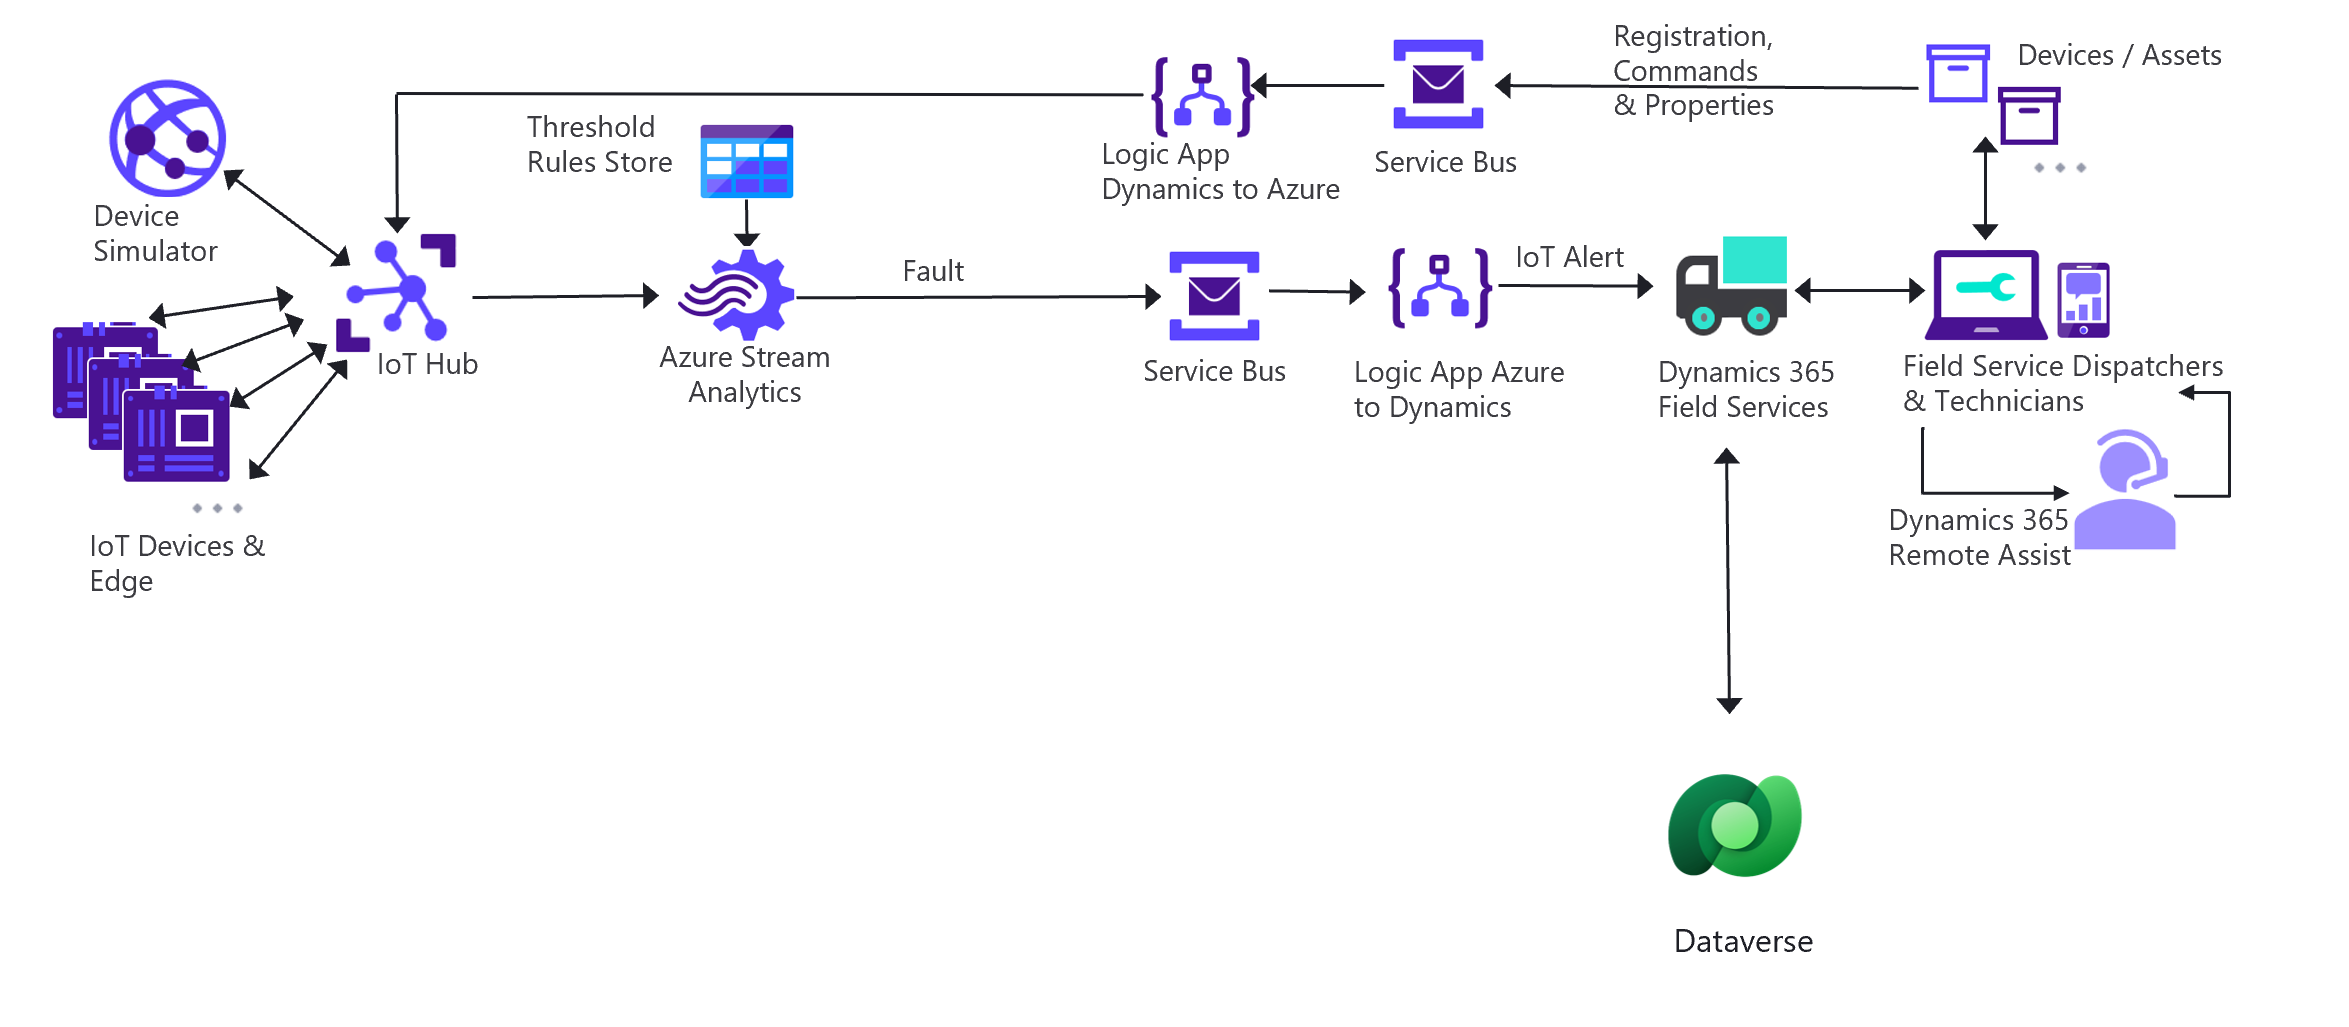 Registration,
Commands
& Properties
Devices / Assets
Threshold
Rules Store
Logic App
Dynamics to Azure
Service Bus
Device
Simulator
Fault
IoT Alert
IoT Hub
Azure Stream
Analytics
Service Bus
Logic App Azure
to Dynamics
Dynamics 365
Field Services
Field Service Dispatchers
& Technicians
Dynamics 365
Remote Assist
IoT Devices &
Edge
Dataverse